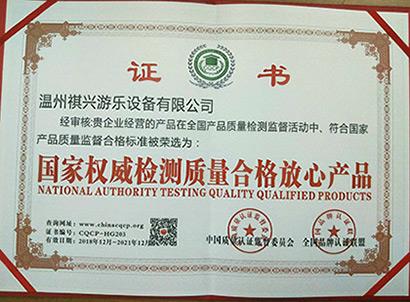 证 书
温州祺兴游乐设备有限公司
经审核:贵企业经营的产品在全国产品质量检测监督活动中、符合国家
产品质量监督合格标准被荣选为:
国家权威检测质量合格放心产品
NATIONAL AUTHORITY TESTING QUALITY QUALIFIED PRODUCTS
查询网址:www.chinacqcp.org
证书编号:CQCP-HG203
有效日期:2018年12月-2021年12月
中国质量认证监督委员会 全国品牌认证联盟